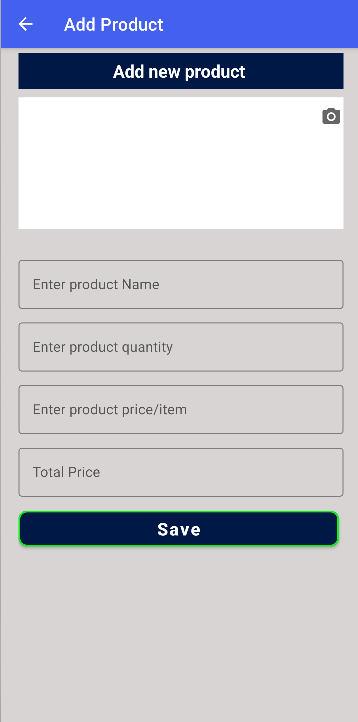 Add Product
Add new product
Enter product Name
Enter product quantity
Enter product price/item
Total Price
Save